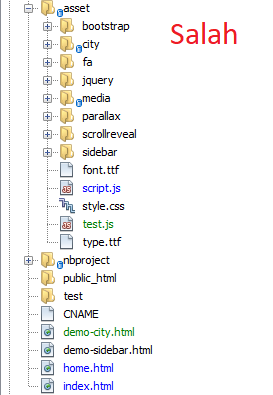 asset
bootstrap
Salah
city
fa
jquery
media
parallax
scrollreveal
sidebar
font.ttf
script.js
style.css
test.js
type.ttf
nbproject
public_html
test
CNAME
demo-city.html
demo-sidebar.html
home.html
index.html